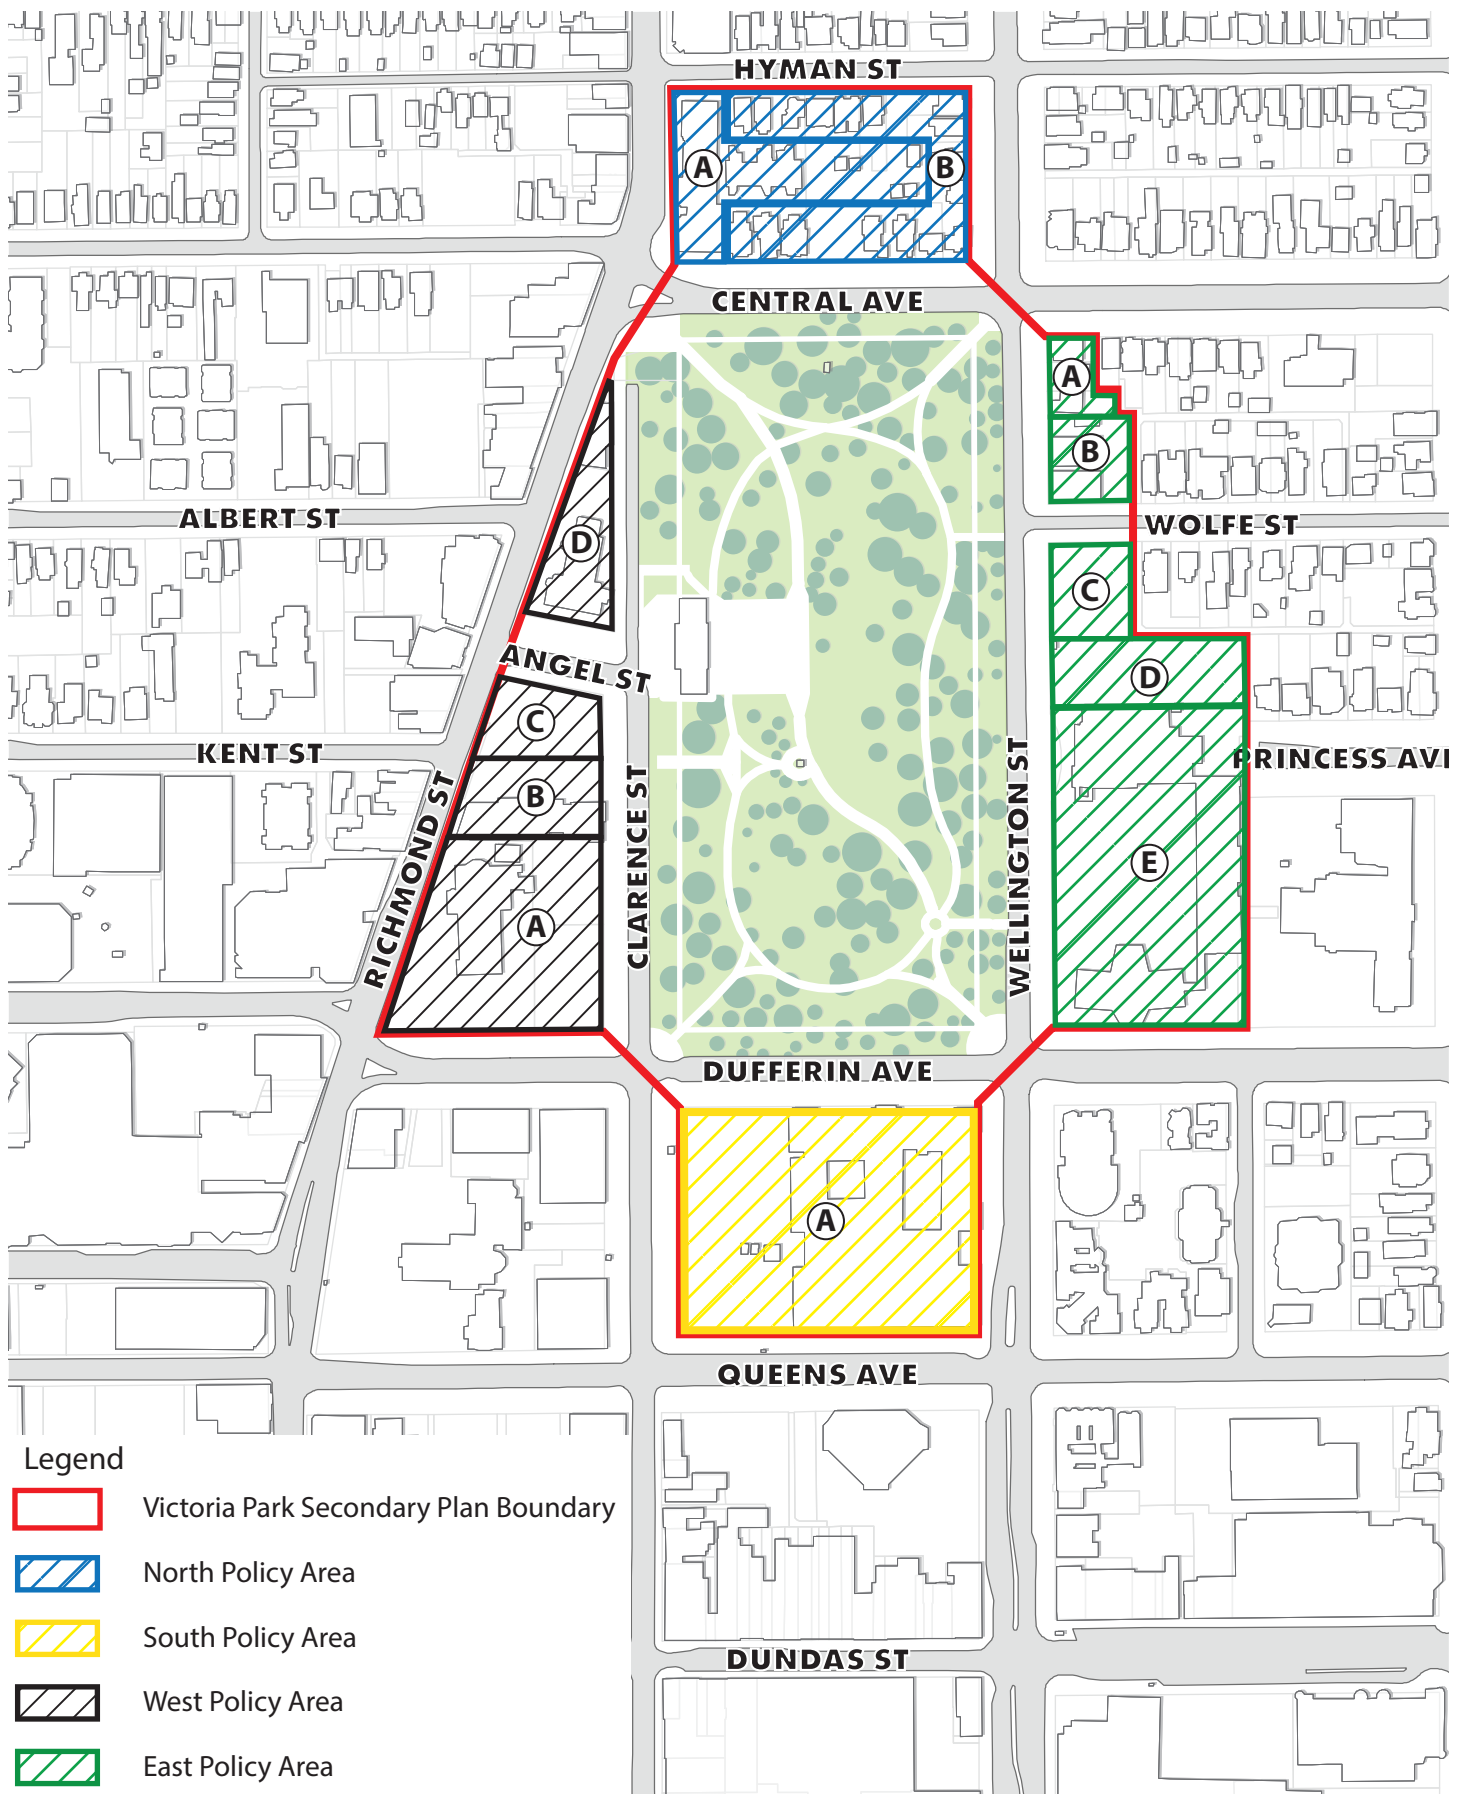 HYMAN ST
A
B
CENTRAL AVE
A
B
ALBERT ST
WOLFE ST
D
C
ANGEL ST
D
C
KENT ST
PRINCESS AVE
B
RICHMOND ST
CLARENCE ST
WELLINGTON ST
E
A
DUFFERIN AVE
A
QUEENS AVE
Legend
Victoria Park Secondary Plan Boundary
North Policy Area
South Policy Area
DUNDAS ST
West Policy Area
East Policy Area